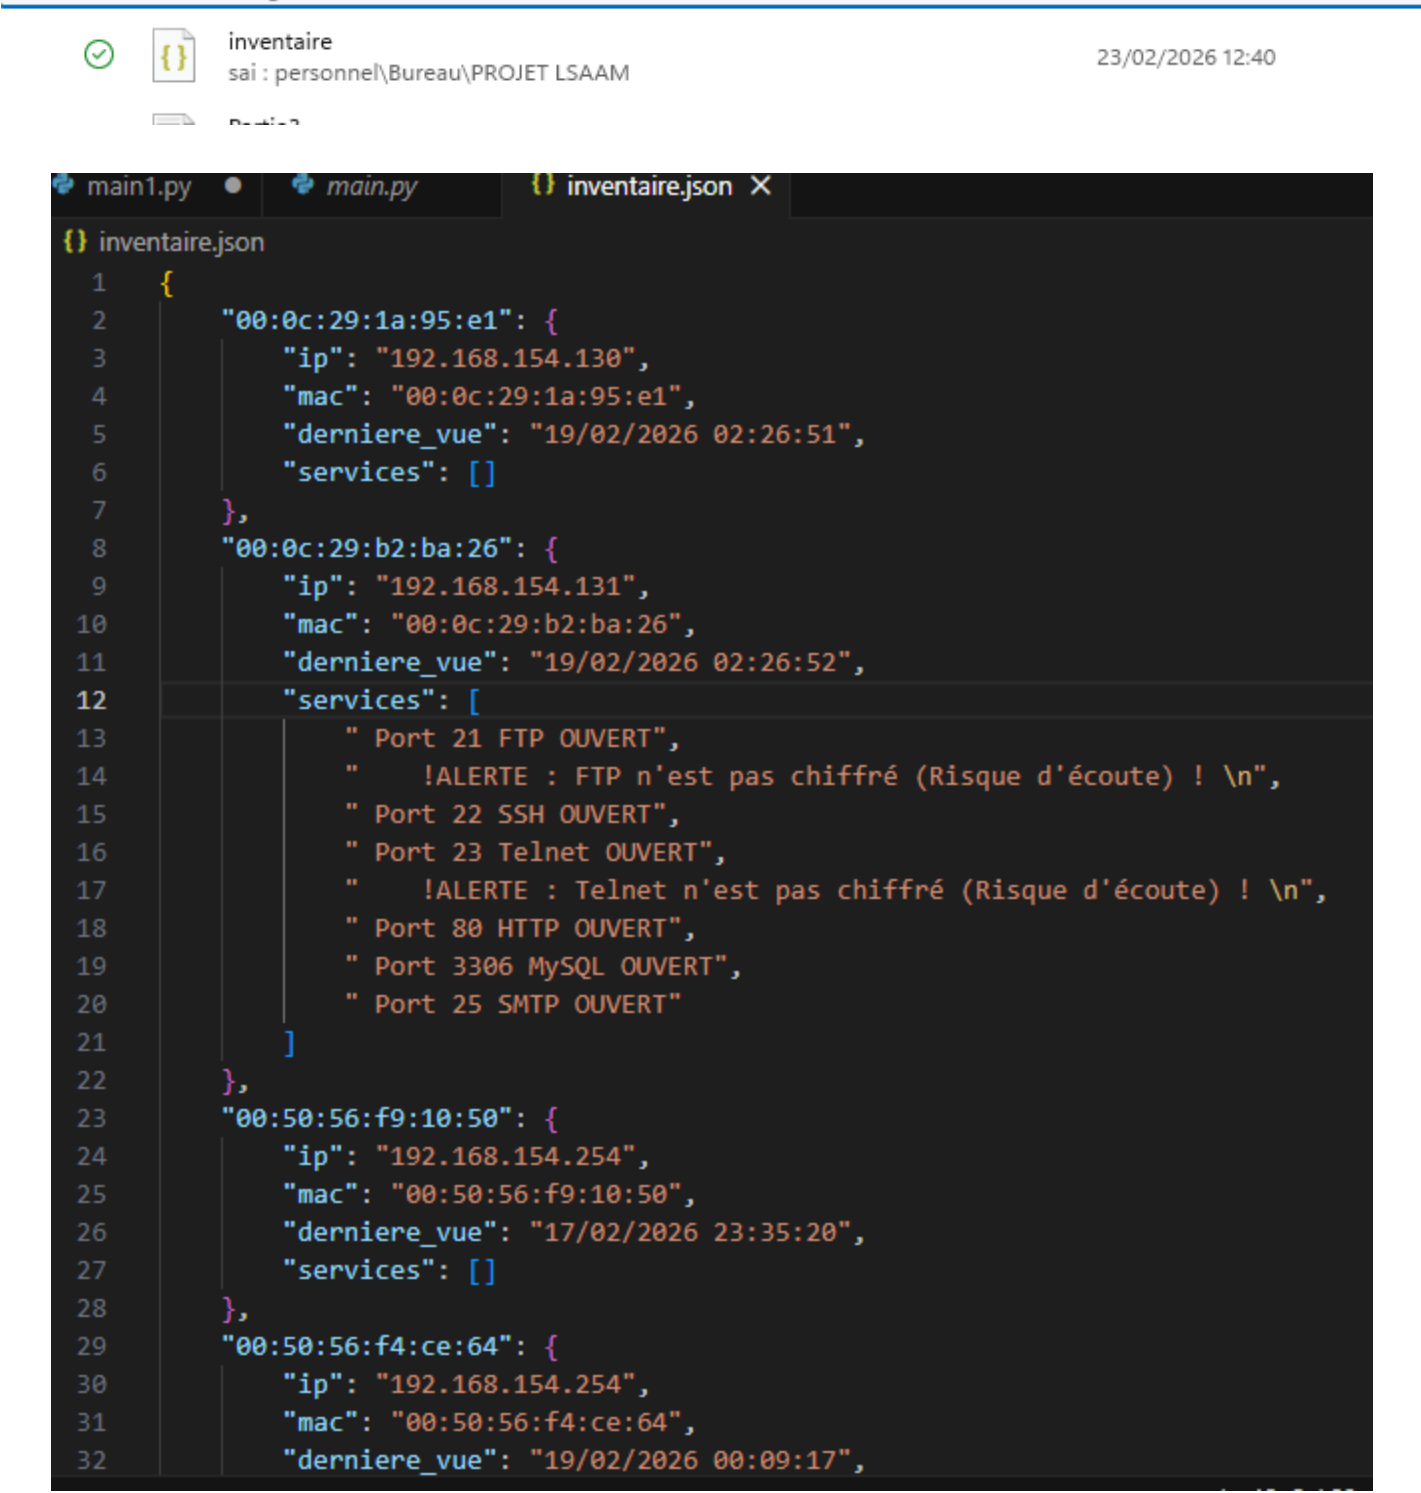 inventaire
23/02/2026 12:40
sai : personnel\Bureau\PROJET LSAAM
main1.py
main.py
{} inventaire.json
{} inventaire.json
1 {
2 "00:0c:29:1a:95:e1": {
3 "ip": "192.168.154.130",
4 "mac": "00:0c:29:1a:95:e1",
5 "derniere_vue": "19/02/2026 02:26:51",
6 "services": []
7 },
8 "00:0c:29:b2:ba:26": {
9 "ip": "192.168.154.131",
10 "mac": "00:0c:29:b2:ba:26",
11 "derniere_vue": "19/02/2026 02:26:52",
12 "services": [
13 " Port 21 FTP OUVERT",
14 "    !ALERTE : FTP n'est pas chiffré (Risque d'écoute) ! \n",
15 " Port 22 SSH OUVERT",
16 " Port 23 Telnet OUVERT",
17 "    !ALERTE : Telnet n'est pas chiffré (Risque d'écoute) ! \n",
18 " Port 80 HTTP OUVERT",
19 " Port 3306 MySQL OUVERT",
20 " Port 25 SMTP OUVERT"
21 ]
22 },
23 "00:50:56:f9:10:50": {
24 "ip": "192.168.154.254",
25 "mac": "00:50:56:f9:10:50",
26 "derniere_vue": "17/02/2026 23:35:20",
27 "services": []
28 },
29 "00:50:56:f4:ce:64": {
30 "ip": "192.168.154.254",
31 "mac": "00:50:56:f4:ce:64",
32 "derniere_vue": "19/02/2026 00:09:17",